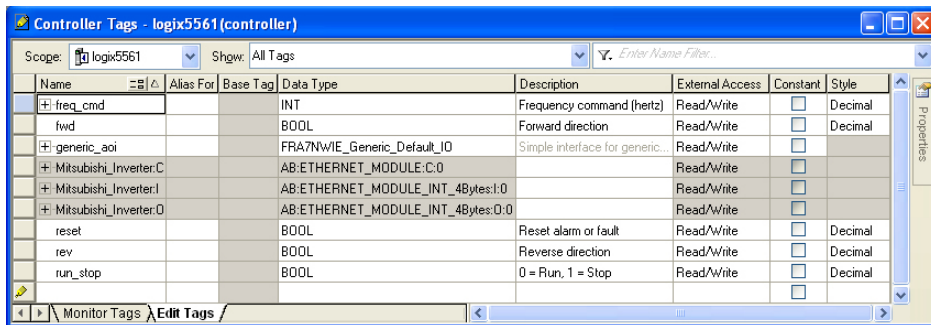 Controller Tags - logix5561(controller)
Scope: logix5561 Show: All Tags Enter Name Filter...
Name Alias For Base Tag Data Type Description External Access Constant Style
freq_cmd INT Frequency command (hertz) Read/Write Decimal
fwd BOOL Forward direction Read/Write Decimal
generic_aoi FRA7NWIE_Generic_Default_IO Simple interface for generic... Read/Write
Mitsubishi_Inverter:C AB:ETHERNET_MODULE:C:0 Read/Write
Mitsubishi_Inverter:I AB:ETHERNET_MODULE_INT_4Bytes:I:0 Read/Write
Mitsubishi_Inverter:O AB:ETHERNET_MODULE_INT_4Bytes:O:0 Read/Write
reset BOOL Reset alarm or fault Read/Write Decimal
rev BOOL Reverse direction Read/Write Decimal
run_stop BOOL 0 = Run, 1 = Stop Read/Write Decimal
Monitor Tags Edit Tags
Properties